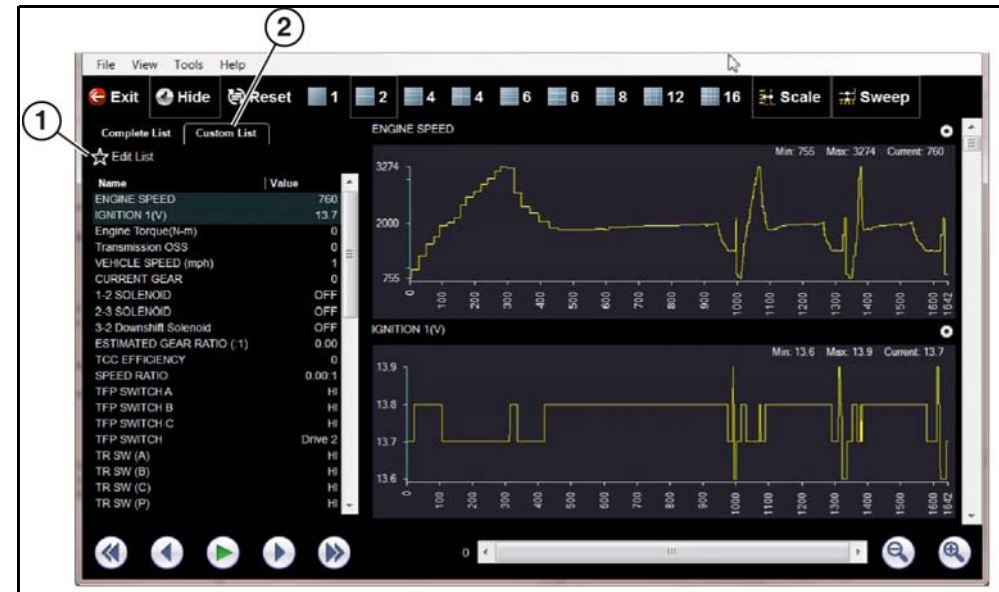 2
File View Tools Help
Exit Hide Reset 1 2 4 4 6 6 8 12 16 Scale Sweep
1
Complete List Custom List
Edit List
Name Value
ENGINE SPEED 760
IGNITION 1(V) 13.7
Engine Torque(N-m) 0
Transmission OSS 0
VEHICLE SPEED (mph) 1
CURRENT GEAR 0
1-2 SOLENOID OFF
2-3 SOLENOID OFF
3-2 Downshift Solenoid OFF
ESTIMATED GEAR RATIO (:1) 0.00
TCC EFFICIENCY 0
SPEED RATIO 0.00:1
TFP SWITCH A HI
TFP SWITCH B HI
TFP SWITCH C HI
TFP SWITCH Drive 2
TR SW (A) HI
TR SW (B) HI
TR SW (C) HI
TR SW (P) HI
ENGINE SPEED
Min: 755 Max: 3274 Current: 760
3274
2000
755
0 100 200 300 400 500 600 700 800 900 1000 1100 1200 1300 1400 1500 1600 1642
IGNITION 1(V)
Min: 13.6 Max: 13.9 Current: 13.7
13.9
13.8
13.7
13.6
0 100 200 300 400 500 600 700 800 900 1000 1100 1200 1300 1400 1500 1600 1642
0